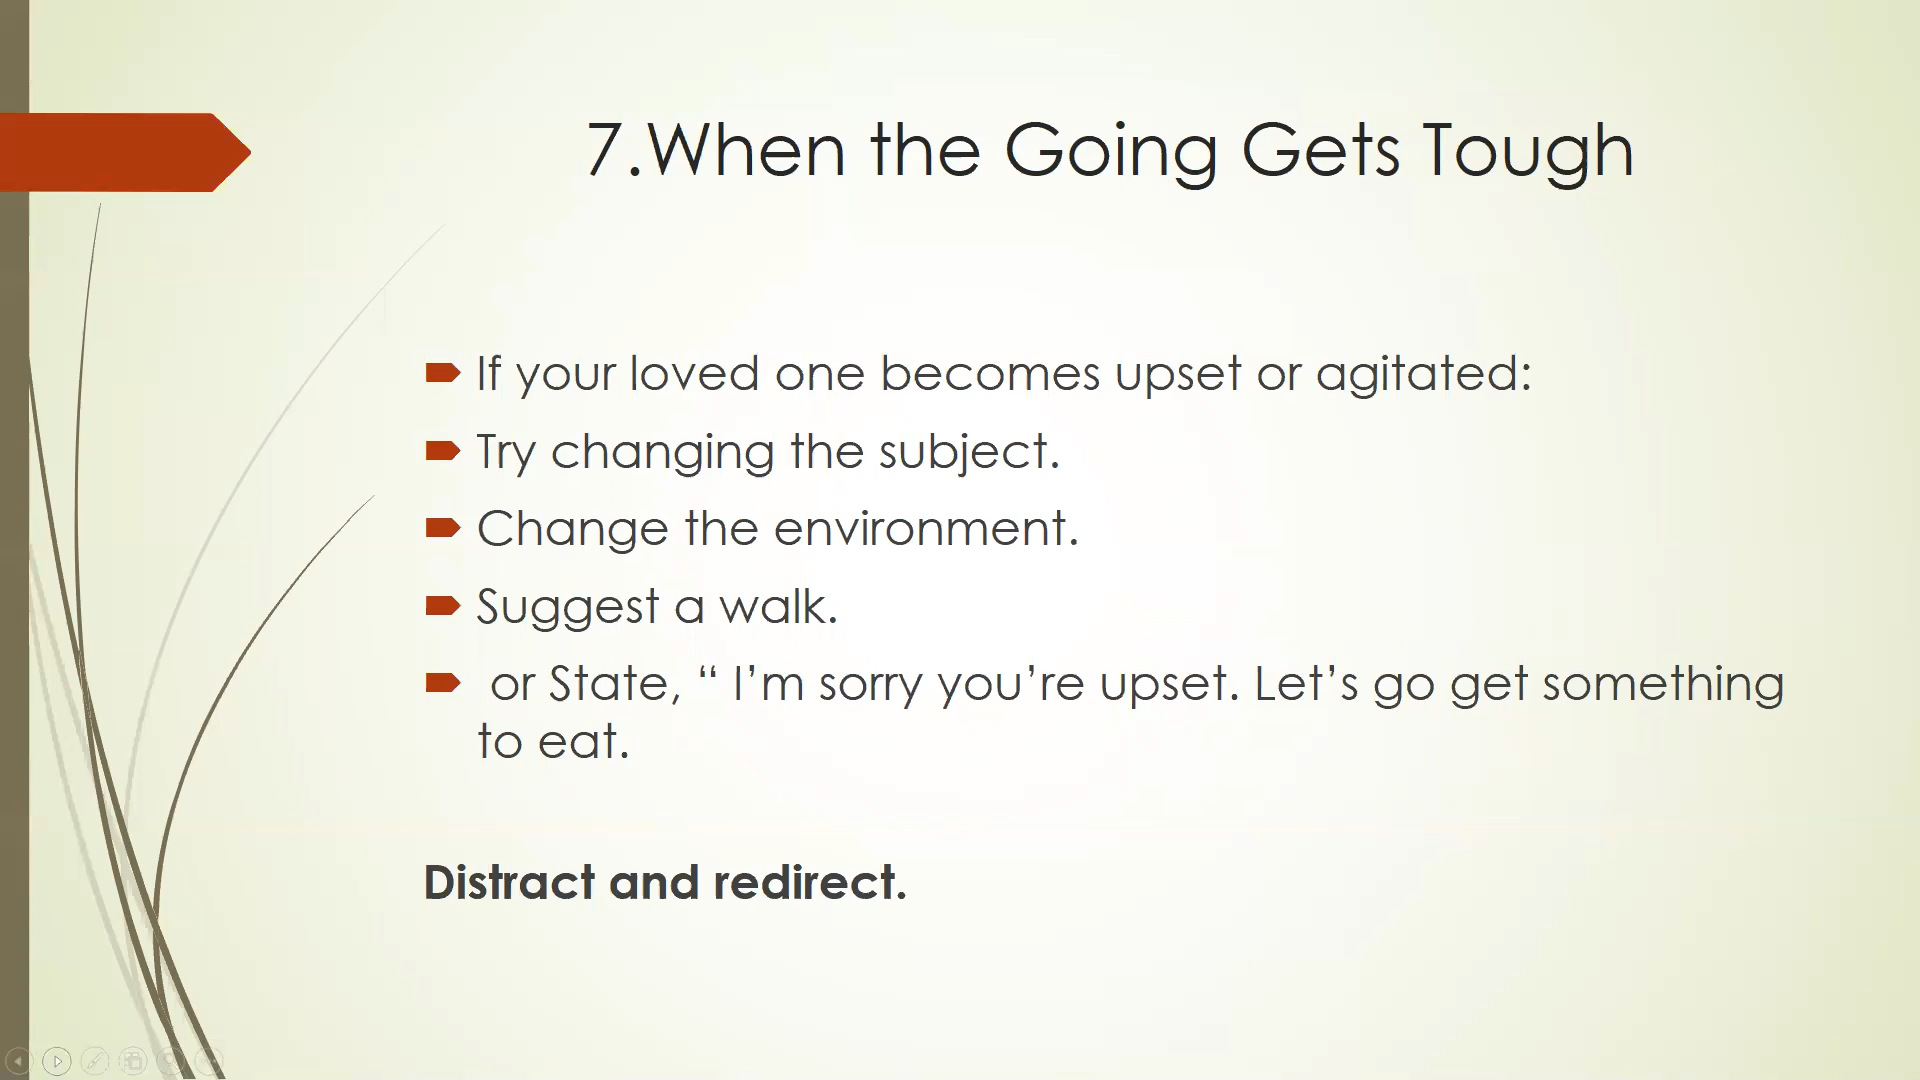 7.When the Going Gets Tough
If your loved one becomes upset or agitated:
Try changing the subject.
Change the environment.
Suggest a walk.
or State, “ I’m sorry you’re upset. Let’s go get something
to eat.
Distract and redirect.